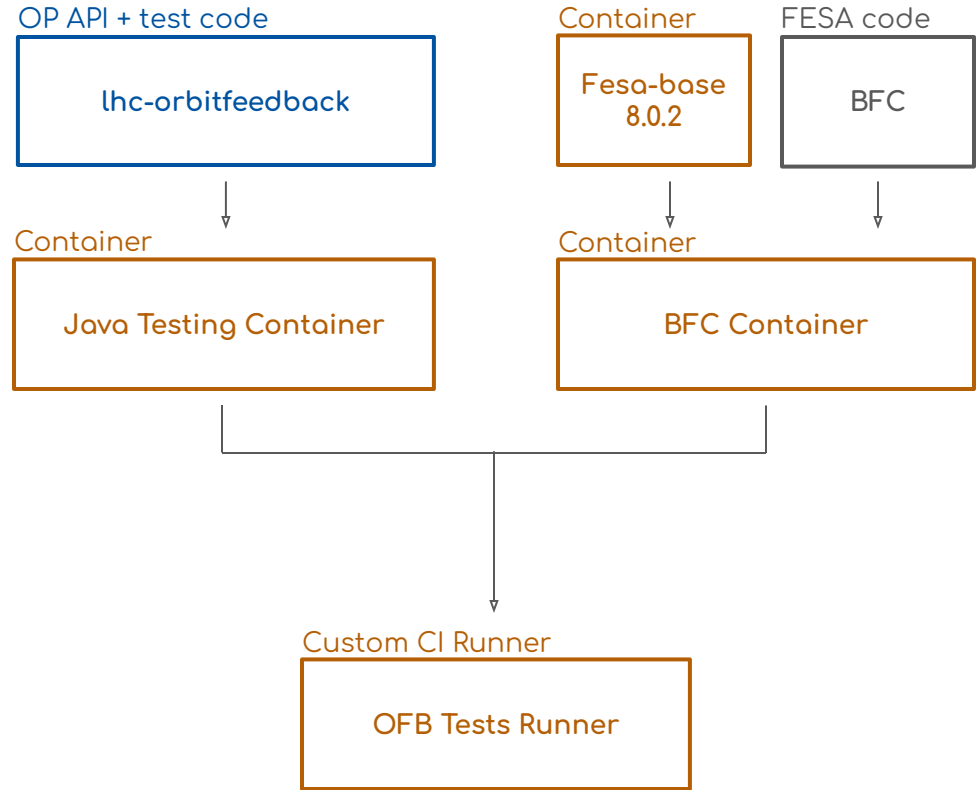 OP API + test code
lhc-orbitfeedback
Container
Fesa-base
8.0.2
FESA code
BFC
Container
Java Testing Container
Container
BFC Container
Custom CI Runner
OFB Tests Runner